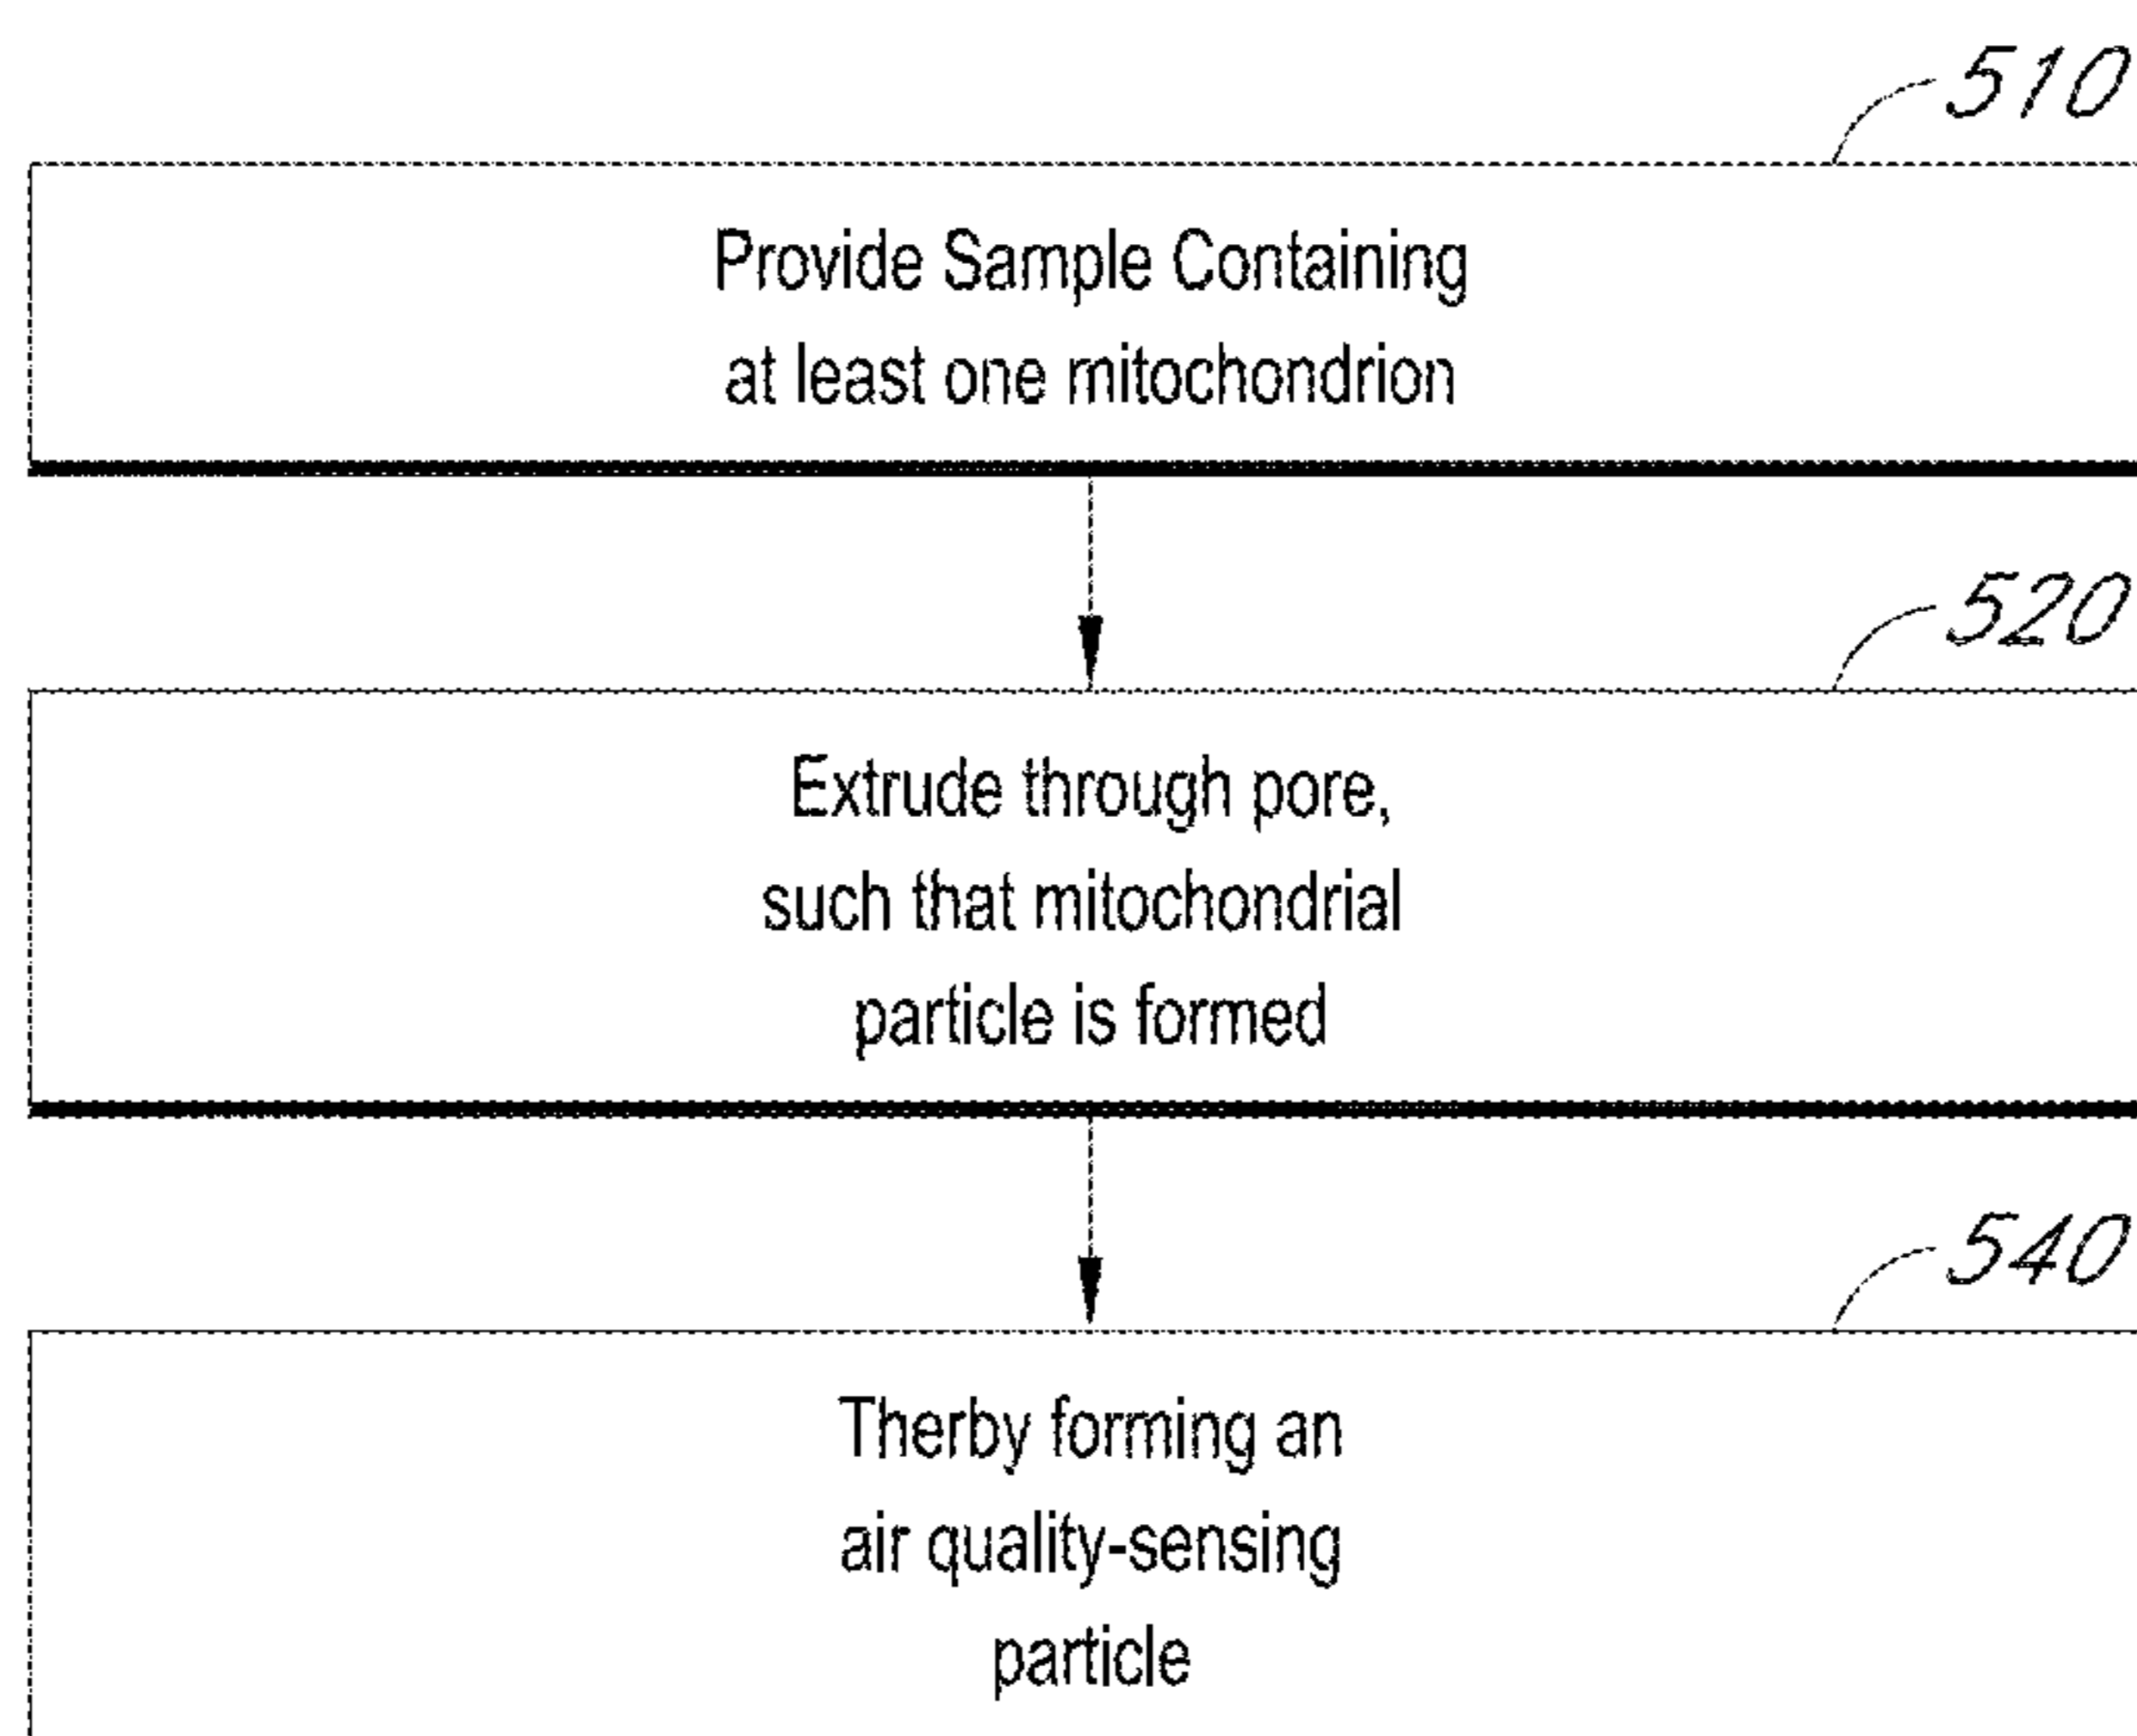 510
Provide Sample Containing
at least one mitochondrion
520
Extrude through pore,
such that mitochondrial
particle is formed
540
Therby forming an
air quality-sensing
particle